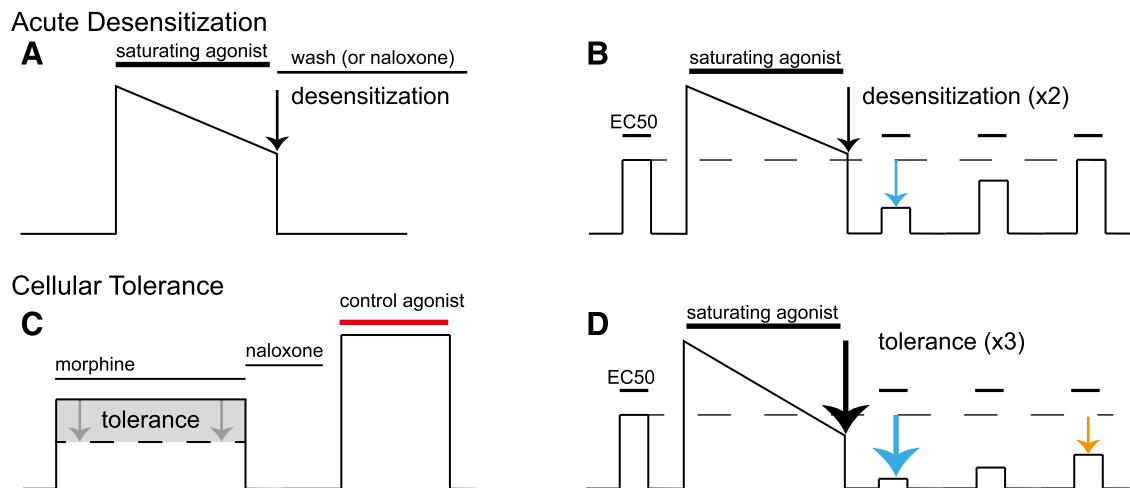 Acute Desensitization
A
saturating agonist
wash (or naloxone)
desensitization
B
saturating agonist
desensitization (x2)
EC50
Cellular Tolerance
C
control agonist
naloxone
morphine
tolerance
D
saturating agonist
tolerance (x3)
EC50